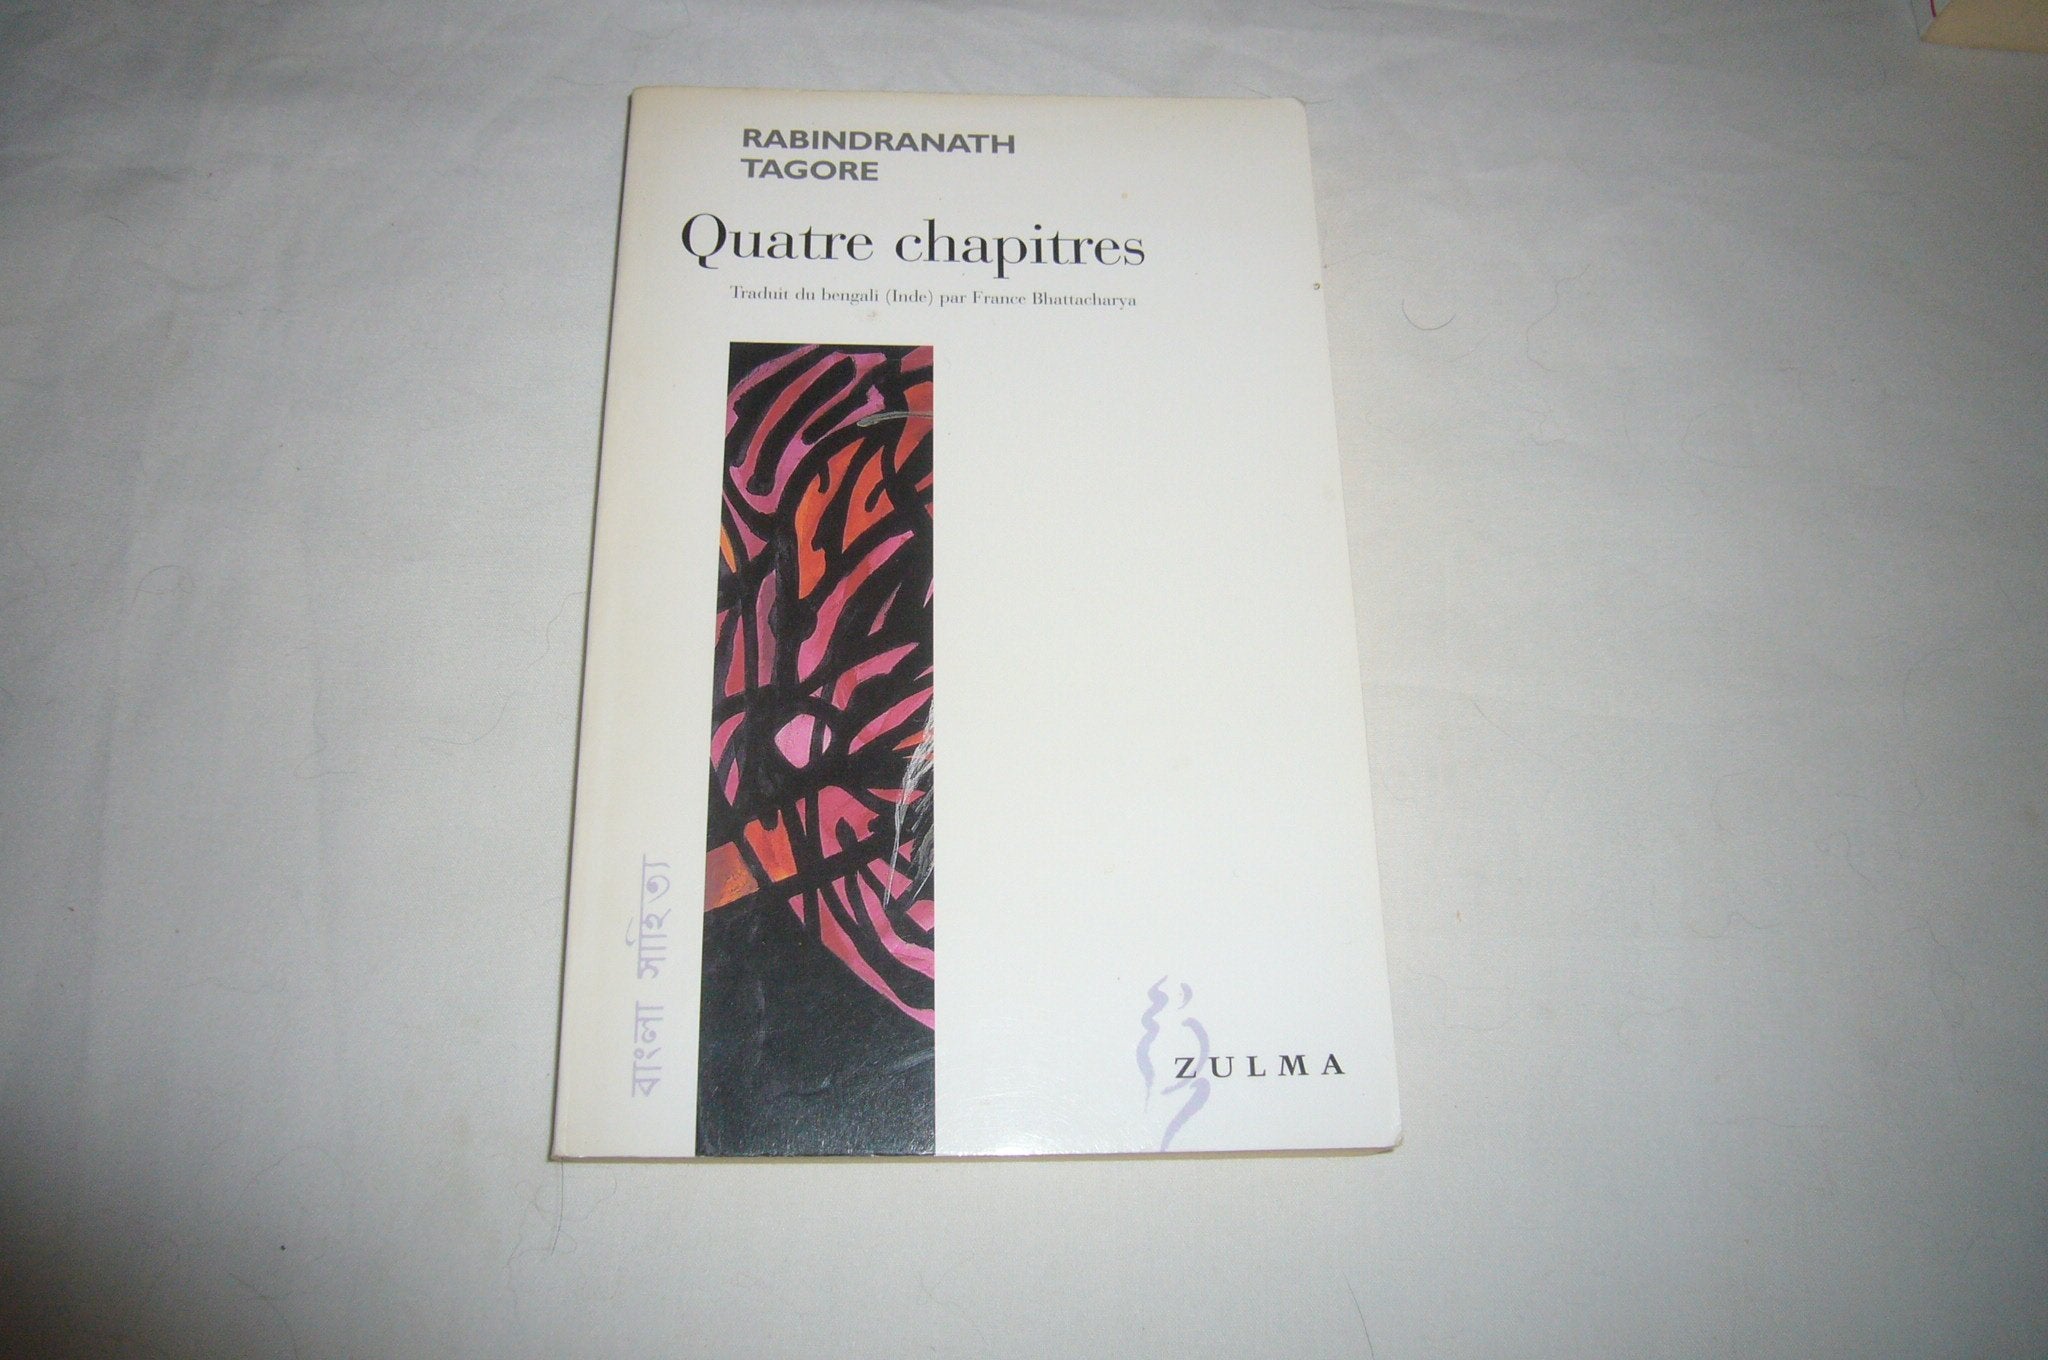 RABINDRANATH
TAGORE
Quatre chapitres
Traduit du bengali (Inde) par France Bhattacharya
বাংলা সাহিত্য
ZULMA